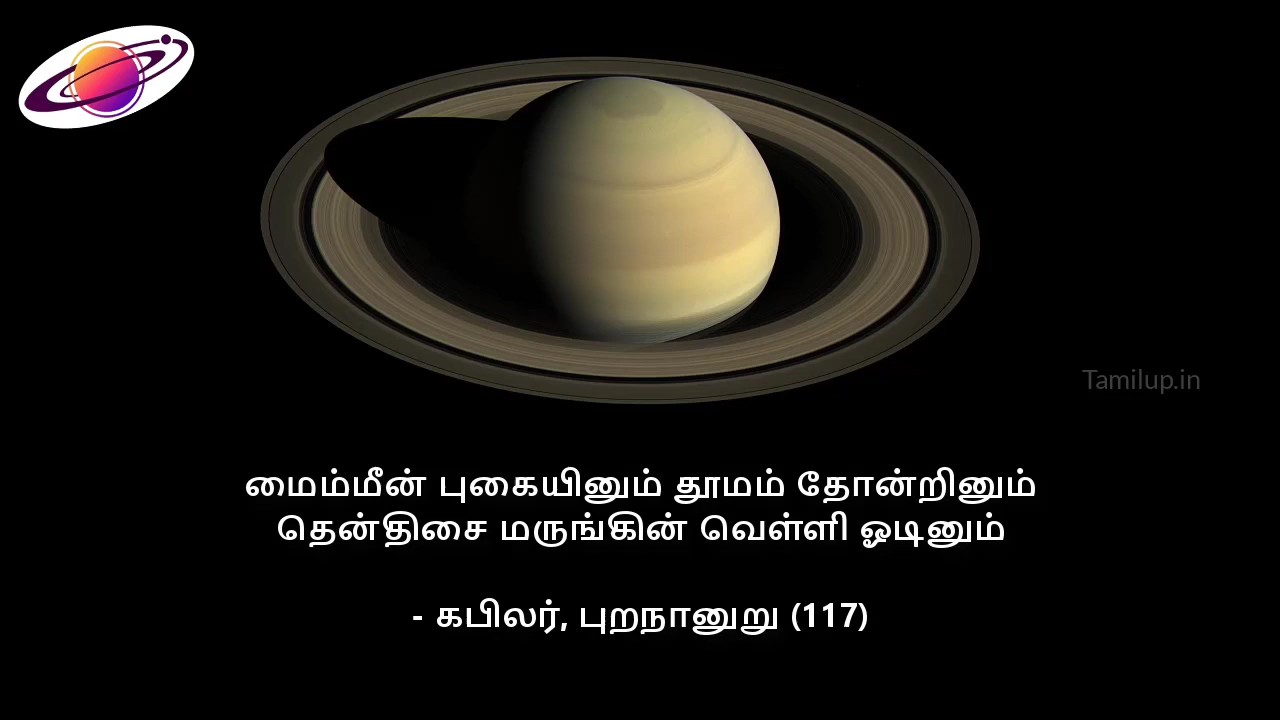 Tamilup.in
மைம்மீன் புகையினும் தூமம் தோன்றினும்
தென்திசை மருங்கின் வெள்ளி ஓடினும்
- கபிலர், புறநானுறு (117)